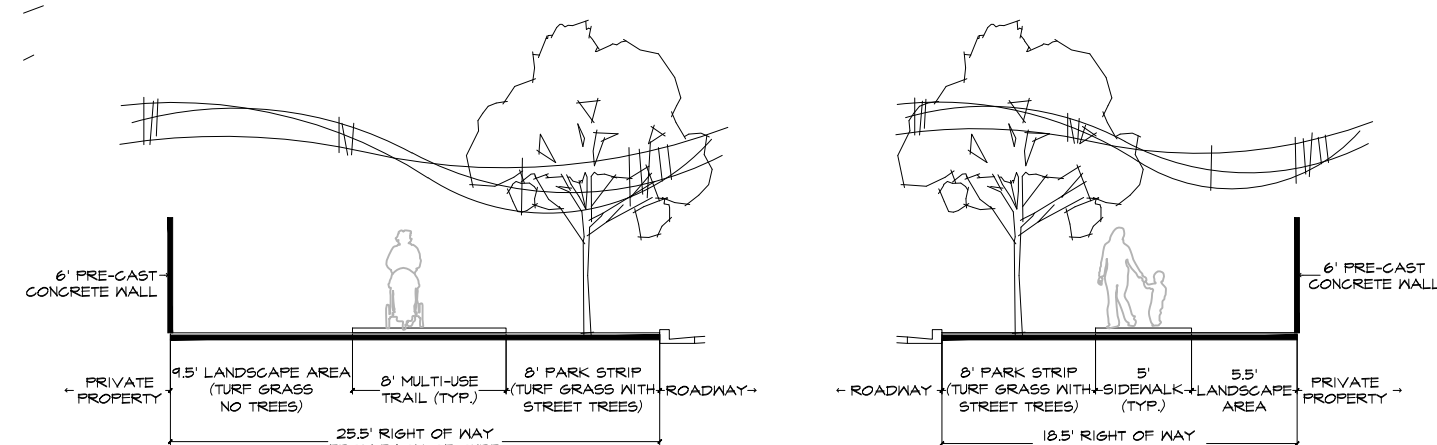 6' PRE-CAST
CONCRETE WALL
6' PRE-CAST
CONCRETE WALL
PRIVATE
PROPERTY
9.5' LANDSCAPE AREA
(TURF GRASS
NO TREES)
8' MULTI-USE
TRAIL (TYP.)
8' PARK STRIP
(TURF GRASS WITH
STREET TREES)
ROADWAY
25.5' RIGHT OF WAY
ROADWAY
8' PARK STRIP
(TURF GRASS WITH
STREET TREES)
5'
SIDEWALK
(TYP.)
5.5'
LANDSCAPE
AREA
PRIVATE
PROPERTY
18.5' RIGHT OF WAY